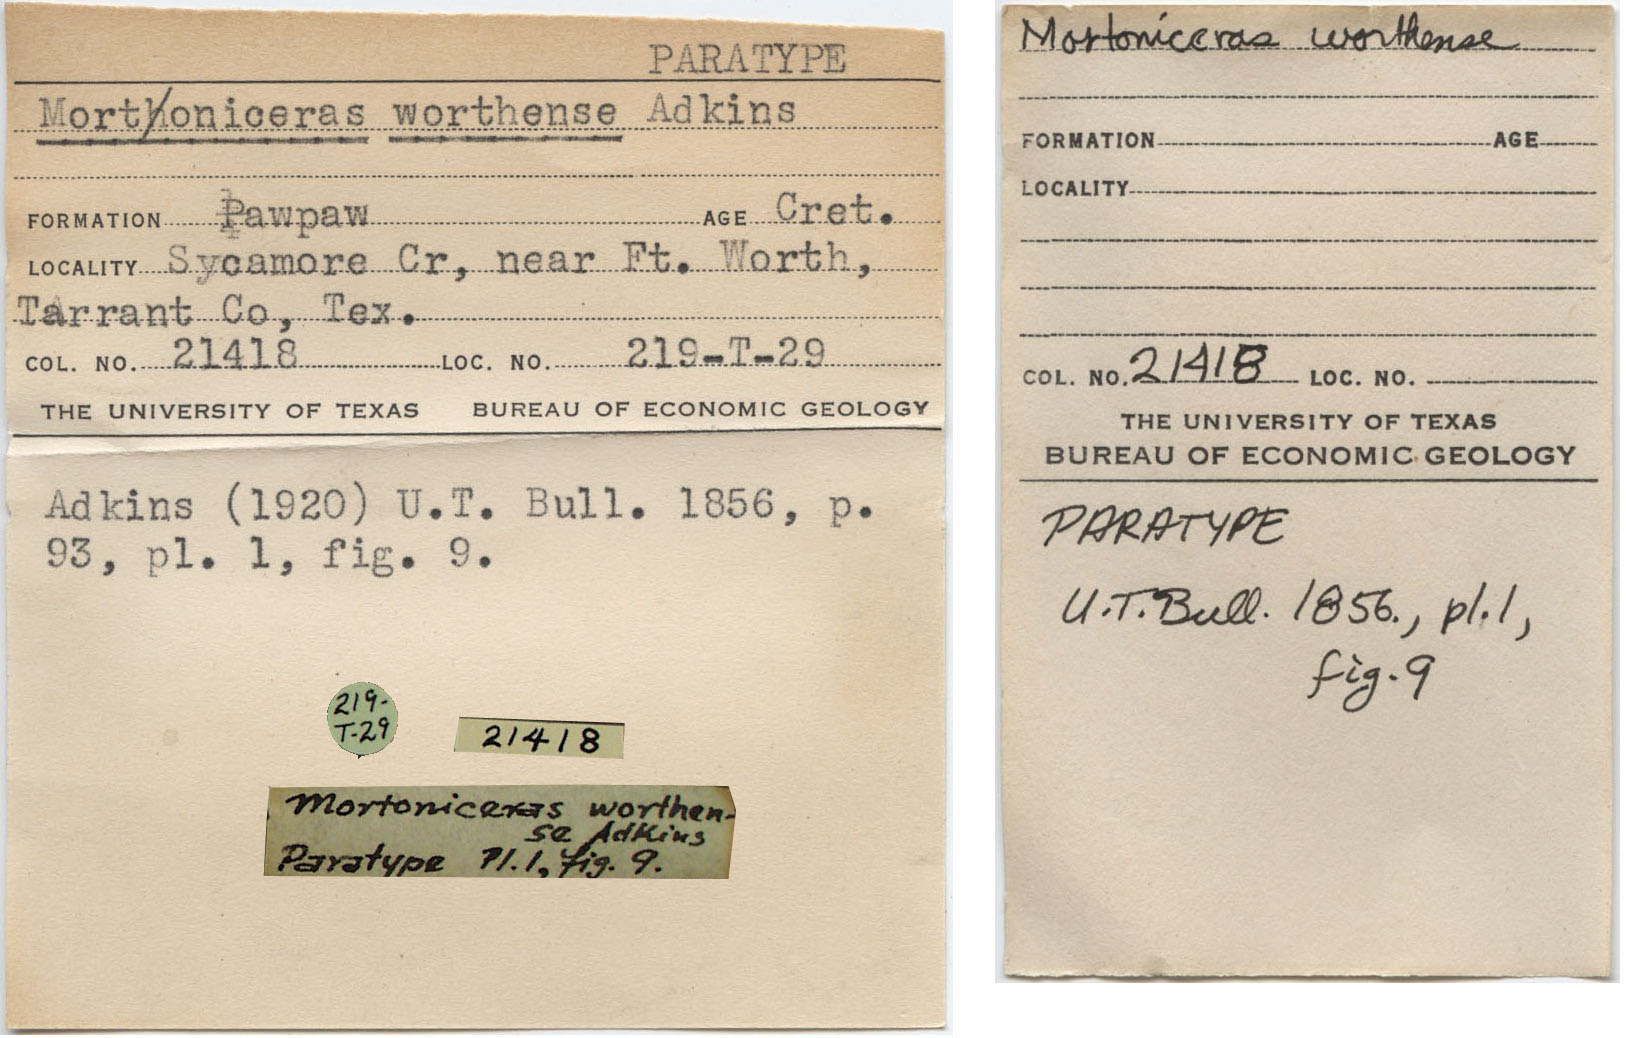 PARATYPE
Morthoniceras worthense Adkins
FORMATION Pawpaw AGE Cret.
LOCALITY Sycamore Cr, near Ft. Worth,
Tarrant Co, Tex.
COL. NO. 21418 LOC. NO. 219-T-29
THE UNIVERSITY OF TEXAS BUREAU OF ECONOMIC GEOLOGY
Adkins (1920) U.T. Bull. 1856, p.
93, pl. 1, fig. 9.
219-
T-29
21418
Mortoniceras worthen-
se Adkins
Paratype Pl.1, fig. 9.
Mortoniceras worthense
FORMATION AGE
LOCALITY
COL. NO. 21418 LOC. NO.
THE UNIVERSITY OF TEXAS
BUREAU OF ECONOMIC GEOLOGY
PARATYPE
U.T. Bull. 1856., pl.1,
fig. 9